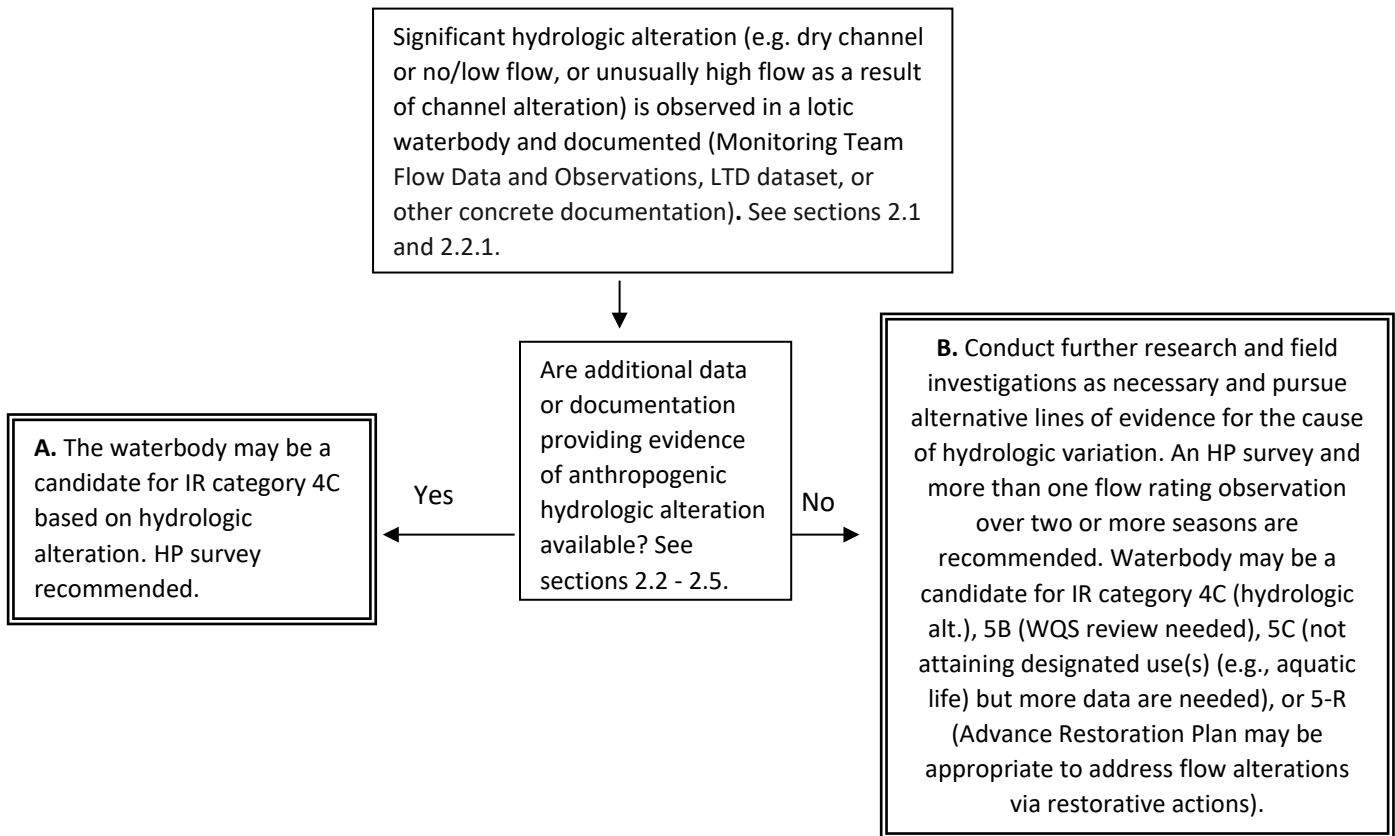 Significant hydrologic alteration (e.g. dry channel
or no/low flow, or unusually high flow as a result
of channel alteration) is observed in a lotic
waterbody and documented (Monitoring Team
Flow Data and Observations, LTD dataset, or
other concrete documentation). See sections 2.1
and 2.2.1.
Are additional data
or documentation
providing evidence
of anthropogenic
hydrologic alteration
available? See
sections 2.2 - 2.5.
Yes
A. The waterbody may be a
candidate for IR category 4C
based on hydrologic
alteration. HP survey
recommended.
No
B. Conduct further research and field
investigations as necessary and pursue
alternative lines of evidence for the cause
of hydrologic variation. An HP survey and
more than one flow rating observation
over two or more seasons are
recommended. Waterbody may be a
candidate for IR category 4C (hydrologic
alt.), 5B (WQS review needed), 5C (not
attaining designated use(s) (e.g., aquatic
life) but more data are needed), or 5-R
(Advance Restoration Plan may be
appropriate to address flow alterations
via restorative actions).